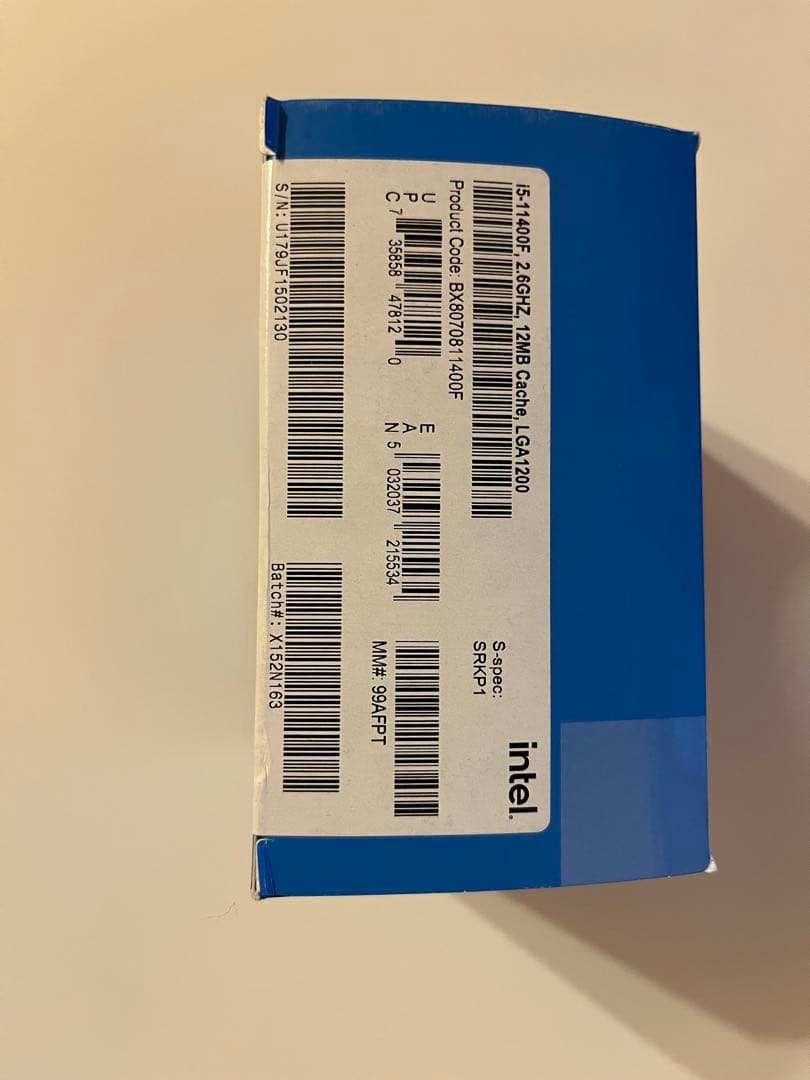 i5-11400F, 2.6GHZ, 12MB Cache, LGA1200
Product Code: BX8070811400F
S-spec:
SRKP1
intel.
UPC
7 35858 47812 0
EAN
5 032037 215534
MM#: 99AFPT
S/N: U179JF1502130
Batch#: X152N163